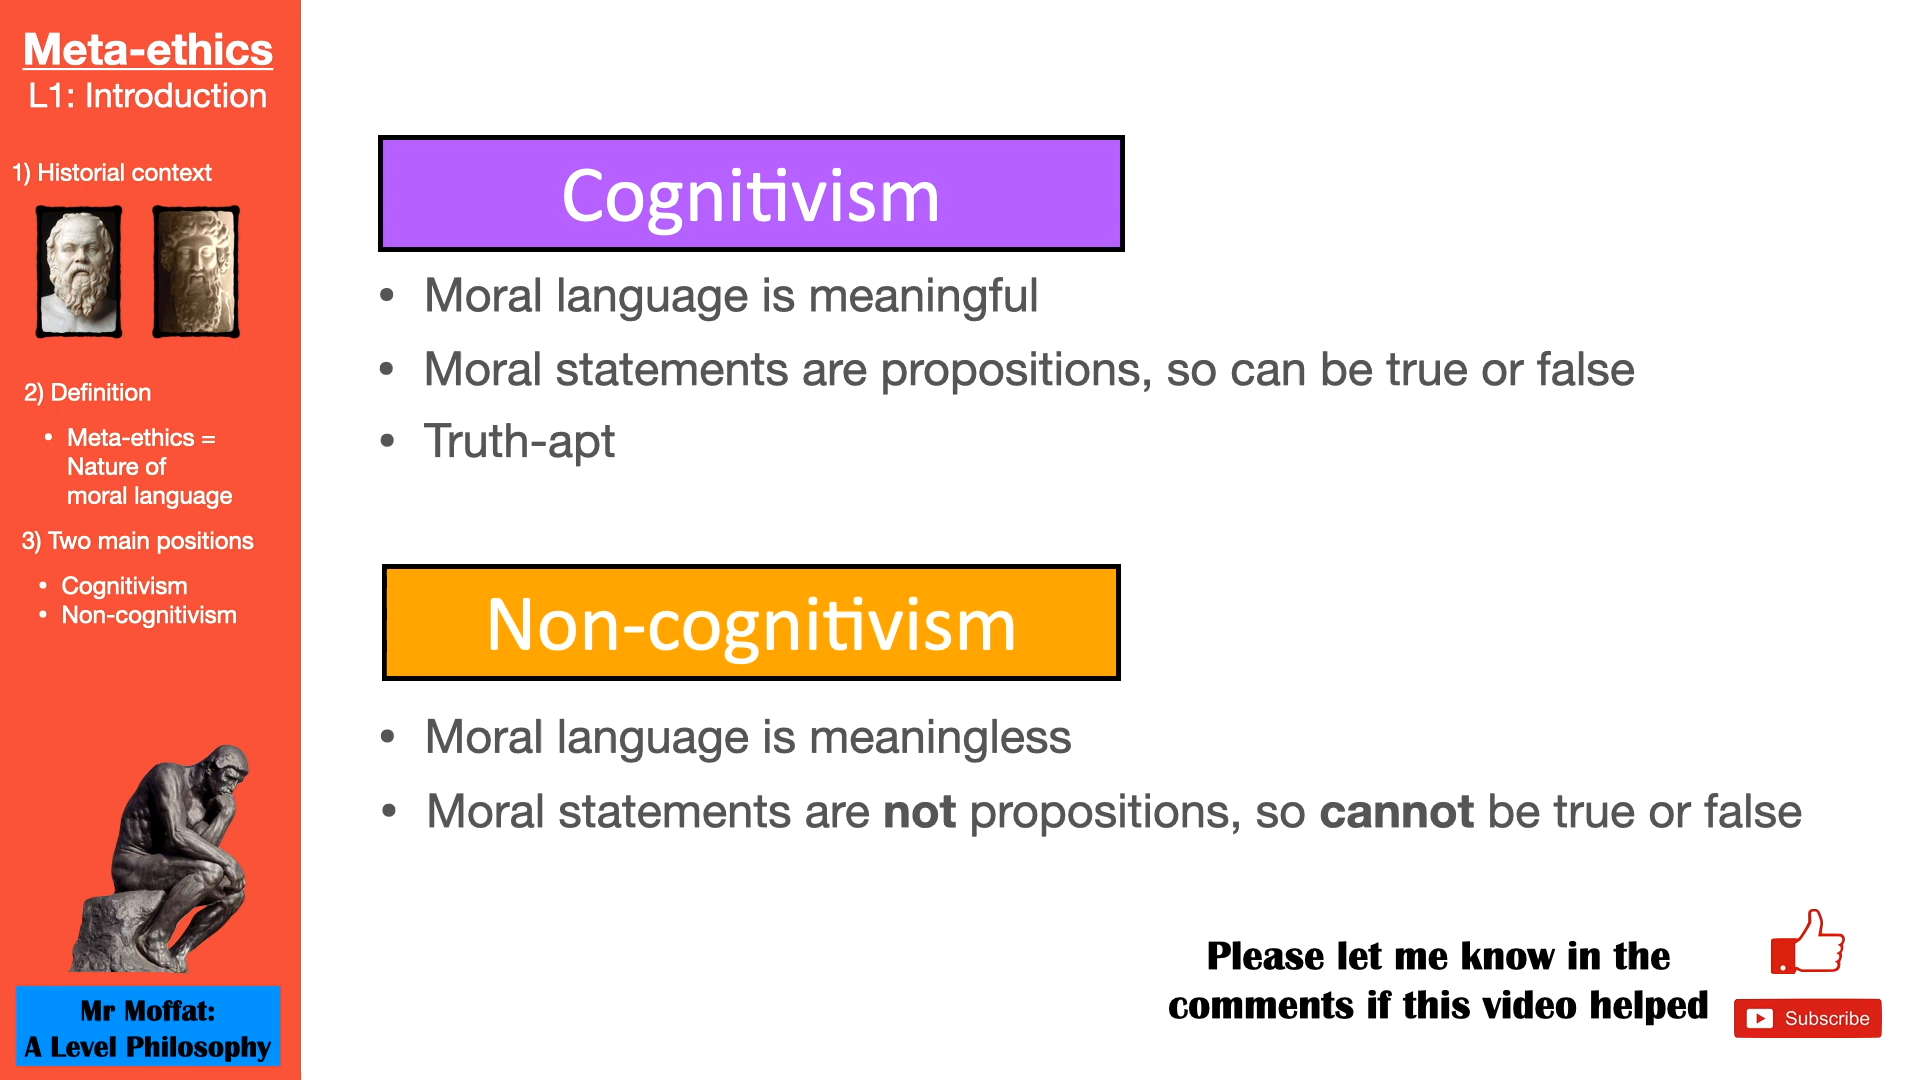 Meta-ethics
L1: Introduction
1) Historial context
2) Definition
• Meta-ethics =
Nature of
moral language
3) Two main positions
• Cognitivism
• Non-cognitivism
Mr Moffat:
A Level Philosophy
Cognitivism
• Moral language is meaningful
• Moral statements are propositions, so can be true or false
• Truth-apt
Non-cognitivism
• Moral language is meaningless
• Moral statements are not propositions, so cannot be true or false
Please let me know in the
comments if this video helped
Subscribe